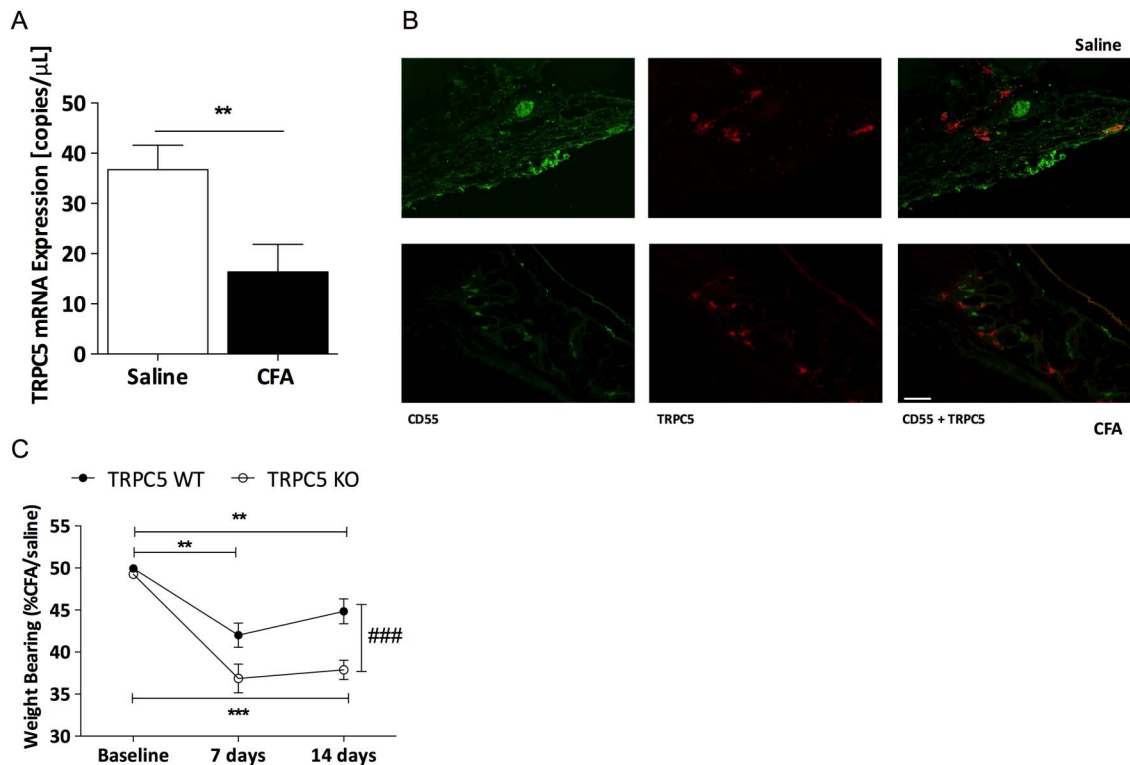 A
TRPC5 mRNA Expression [copies/μL]
50
40
30
20
10
0
**
Saline
CFA
B
Saline
CD55
TRPC5
CD55 + TRPC5
CFA
C
TRPC5 WT
TRPC5 KO
Weight Bearing (%CFA/saline)
55
50
45
40
35
30
**
**
###
***
Baseline
7 days
14 days